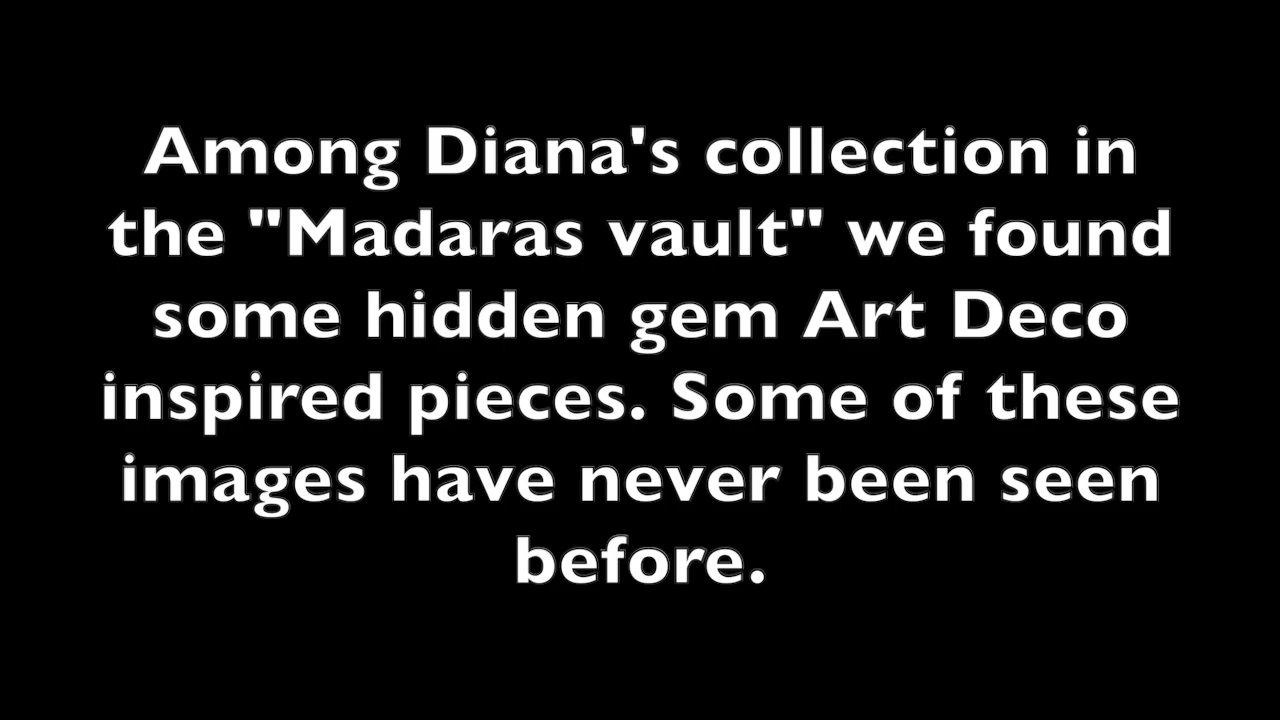 Among Diana's collection in
the "Madaras vault" we found
some hidden gem Art Deco
inspired pieces. Some of these
images have never been seen
before.